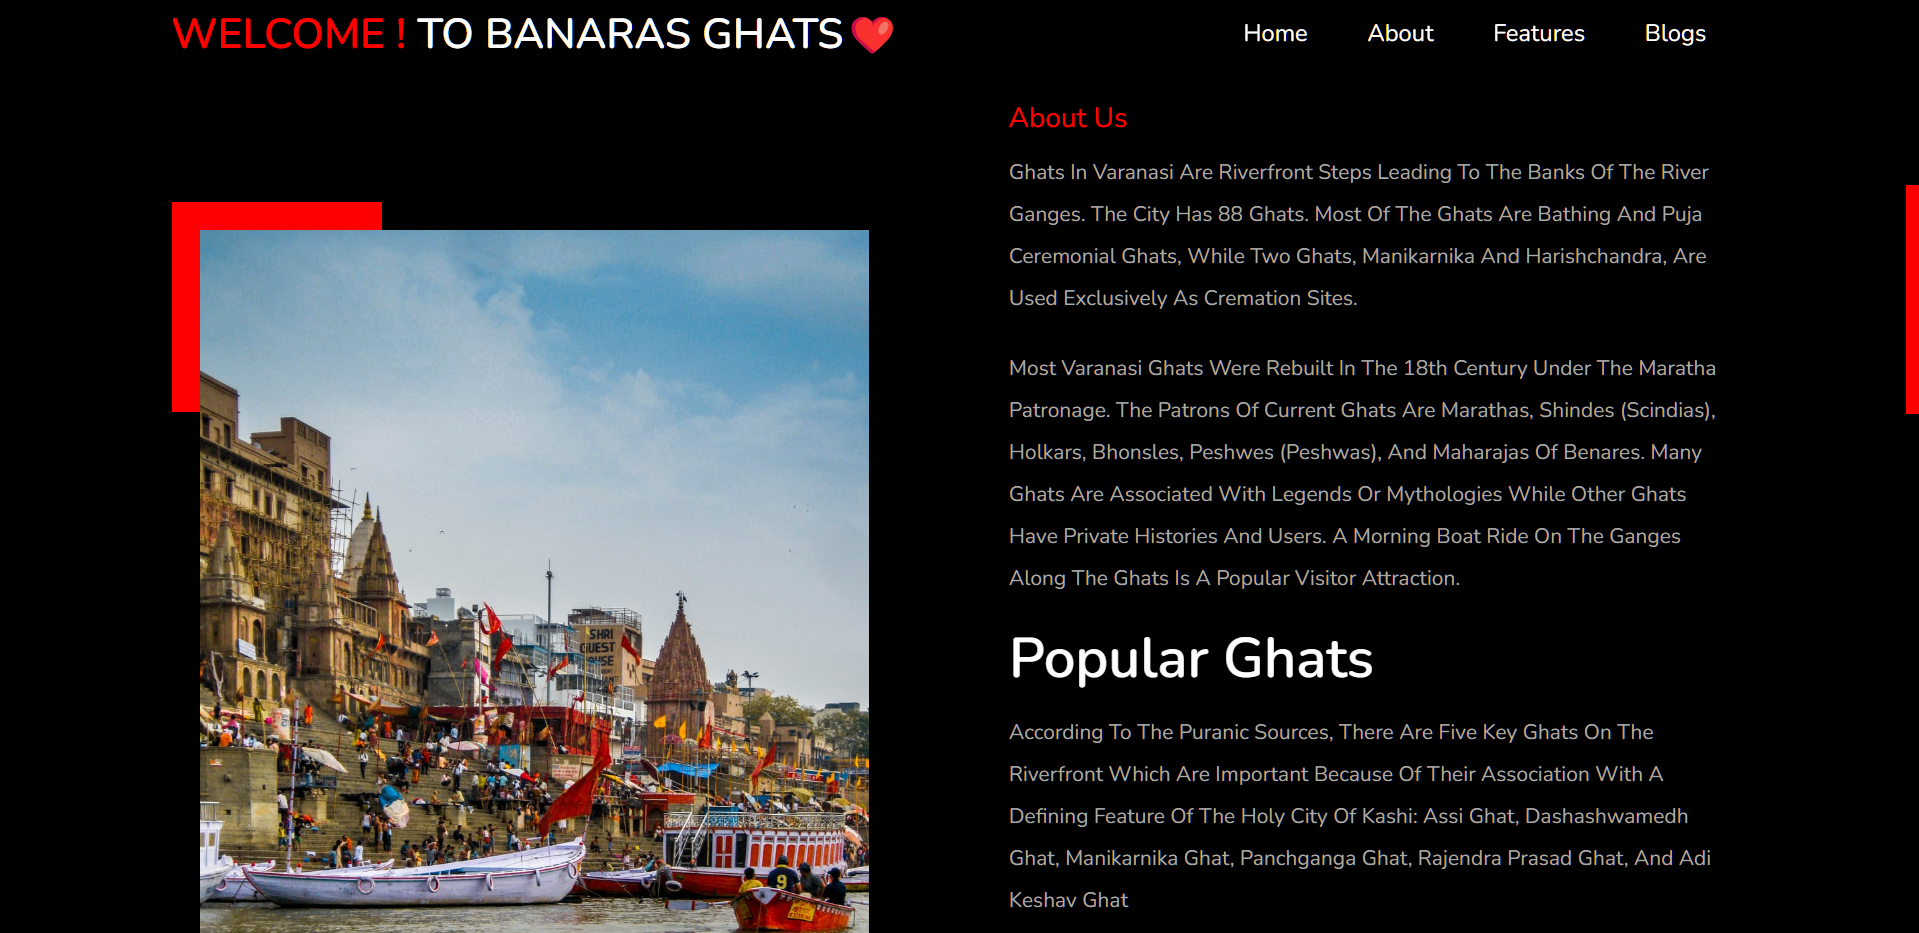 WELCOME ! TO BANARAS GHATS❤️
Home About Features Blogs
About Us
Ghats In Varanasi Are Riverfront Steps Leading To The Banks Of The River
Ganges. The City Has 88 Ghats. Most Of The Ghats Are Bathing And Puja
Ceremonial Ghats, While Two Ghats, Manikarnika And Harishchandra, Are
Used Exclusively As Cremation Sites.
Most Varanasi Ghats Were Rebuilt In The 18th Century Under The Maratha
Patronage. The Patrons Of Current Ghats Are Marathas, Shindes (Scindias),
Holkars, Bhonsles, Peshwes (Peshwas), And Maharajas Of Benares. Many
Ghats Are Associated With Legends Or Mythologies While Other Ghats
Have Private Histories And Users. A Morning Boat Ride On The Ganges
Along The Ghats Is A Popular Visitor Attraction.
Popular Ghats
According To The Puranic Sources, There Are Five Key Ghats On The
Riverfront Which Are Important Because Of Their Association With A
Defining Feature Of The Holy City Of Kashi: Assi Ghat, Dashashwamedh
Ghat, Manikarnika Ghat, Panchganga Ghat, Rajendra Prasad Ghat, And Adi
Keshav Ghat
SHRI
GUEST
9